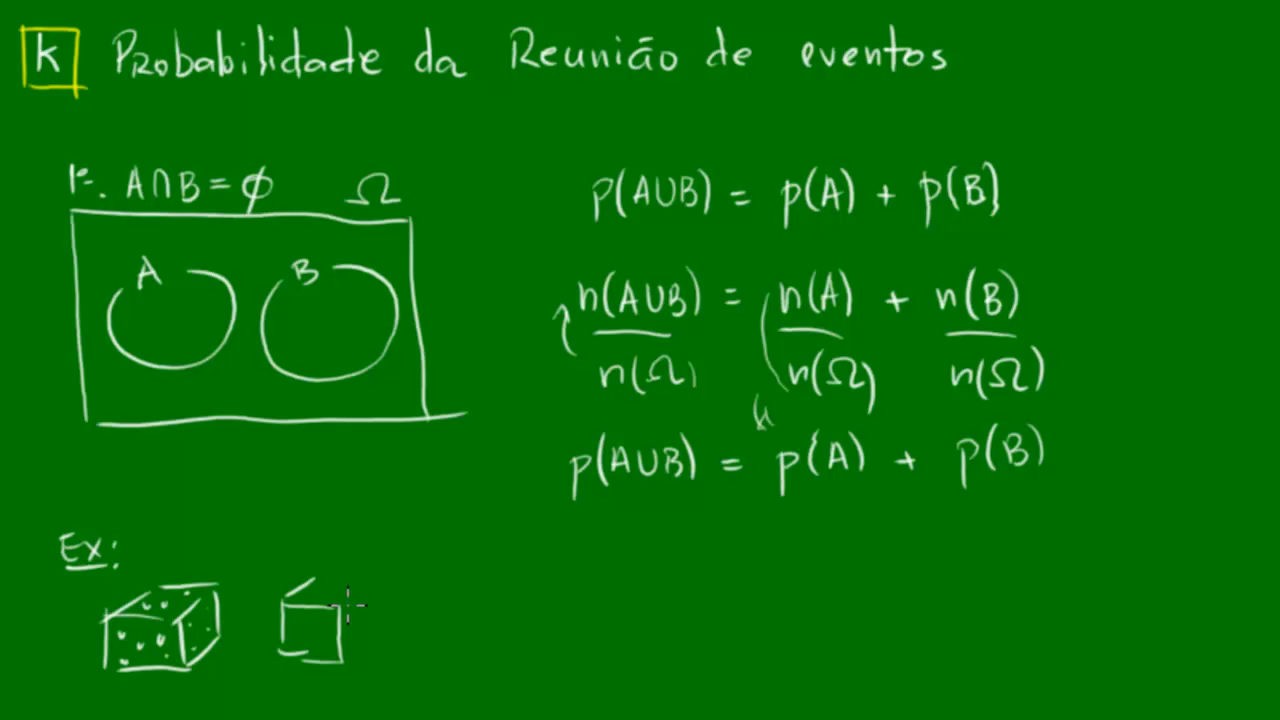 K Probabilidade da Reunião de eventos
1º. A∩B = ∅ Ω
A B
p(A∪B) = p(A) + p(B)
n(A∪B) = n(A) + n(B)
n(Ω) n(Ω) n(Ω)
p(A∪B) = p(A) + p(B)
Ex: